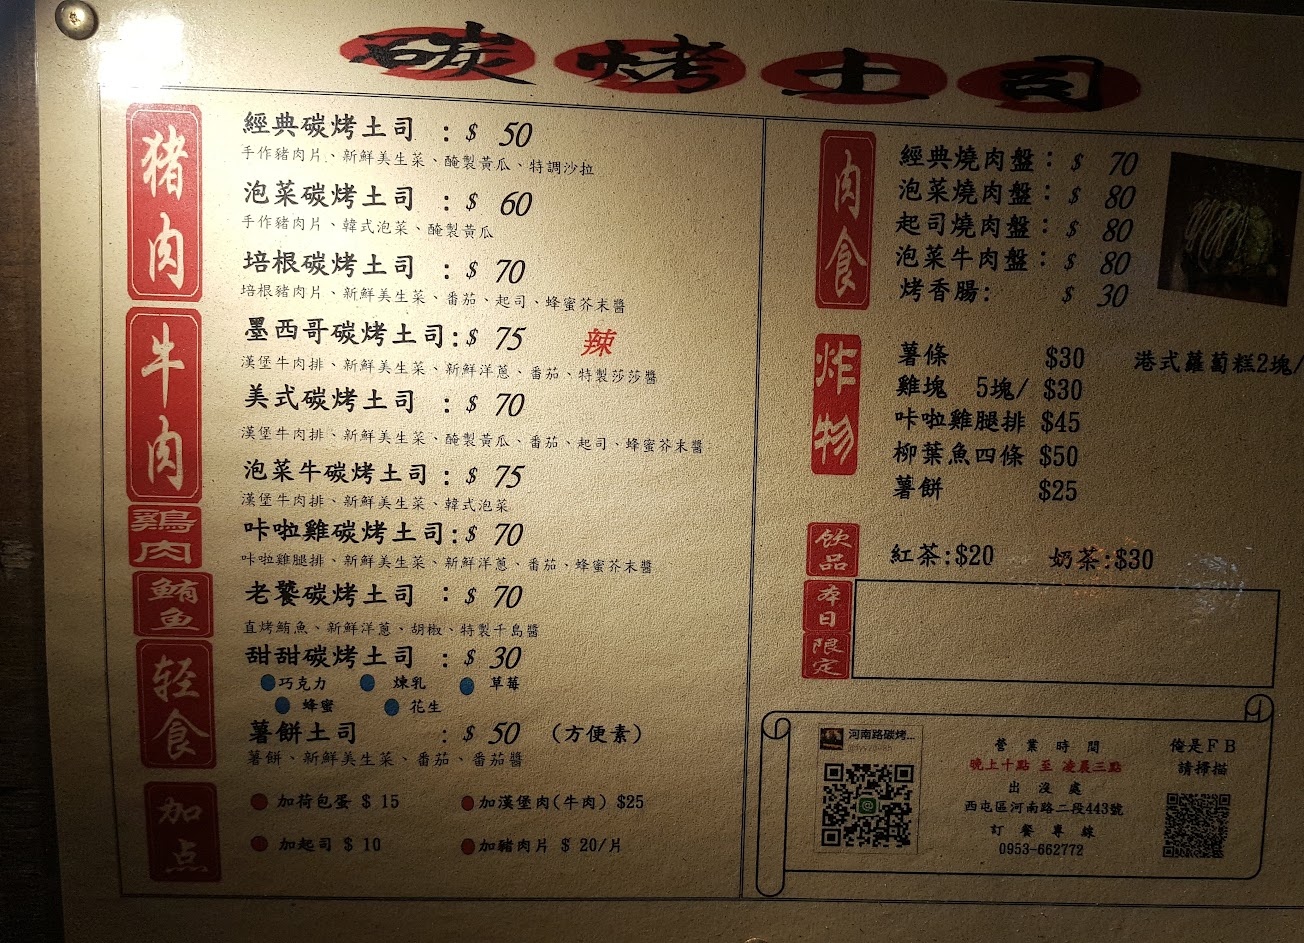 碳烤土司
猪肉
經典碳烤土司 : $ 50
手作豬肉片、新鮮美生菜、醃製黃瓜、特調沙拉
泡菜碳烤土司 : $ 60
手作豬肉片、韓式泡菜、醃製黃瓜
培根碳烤土司 : $ 70
培根豬肉片、新鮮美生菜、番茄、起司、蜂蜜芥末醬
牛肉
墨西哥碳烤土司: $ 75 辣
漢堡牛肉排、新鮮美生菜、新鮮洋蔥、番茄、特製莎莎醬
美式碳烤土司 : $ 70
漢堡牛肉排、新鮮美生菜、醃製黃瓜、番茄、起司、蜂蜜芥末醬
泡菜牛碳烤土司: $ 75
漢堡牛肉排、新鮮美生菜、韓式泡菜
鷄肉
咔啦雞碳烤土司: $ 70
咔啦雞腿排、新鮮美生菜、新鮮洋蔥、番茄、蜂蜜芥末醬
鮪魚
老饕碳烤土司 : $ 70
直烤鮪魚、新鮮洋蔥、胡椒、特製千島醬
轻食
甜甜碳烤土司 : $ 30
巧克力 煉乳 草莓
蜂蜜 花生
薯餅土司 : $ 50 (方便素)
薯餅、新鮮美生菜、番茄、番茄醬
加点
加荷包蛋 $ 15 加漢堡肉(牛肉) $25
加起司 $ 10 加豬肉片 $ 20/片
肉食
經典燒肉盤: $ 70
泡菜燒肉盤: $ 80
起司燒肉盤: $ 80
泡菜牛肉盤: $ 80
烤香腸: $ 30
炸物
薯條 $30 港式蘿蔔糕2塊/
雞塊 5塊/ $30
咔啦雞腿排 $45
柳葉魚四條 $50
薯餅 $25
飲品
紅茶:$20 奶茶:$30
本日限定
河南路碳烤...
營業時間
晚上十點 至 凌晨三點
出沒處
西屯區河南路二段443號
訂餐專線
0953-662772
俺是FB
請掃描